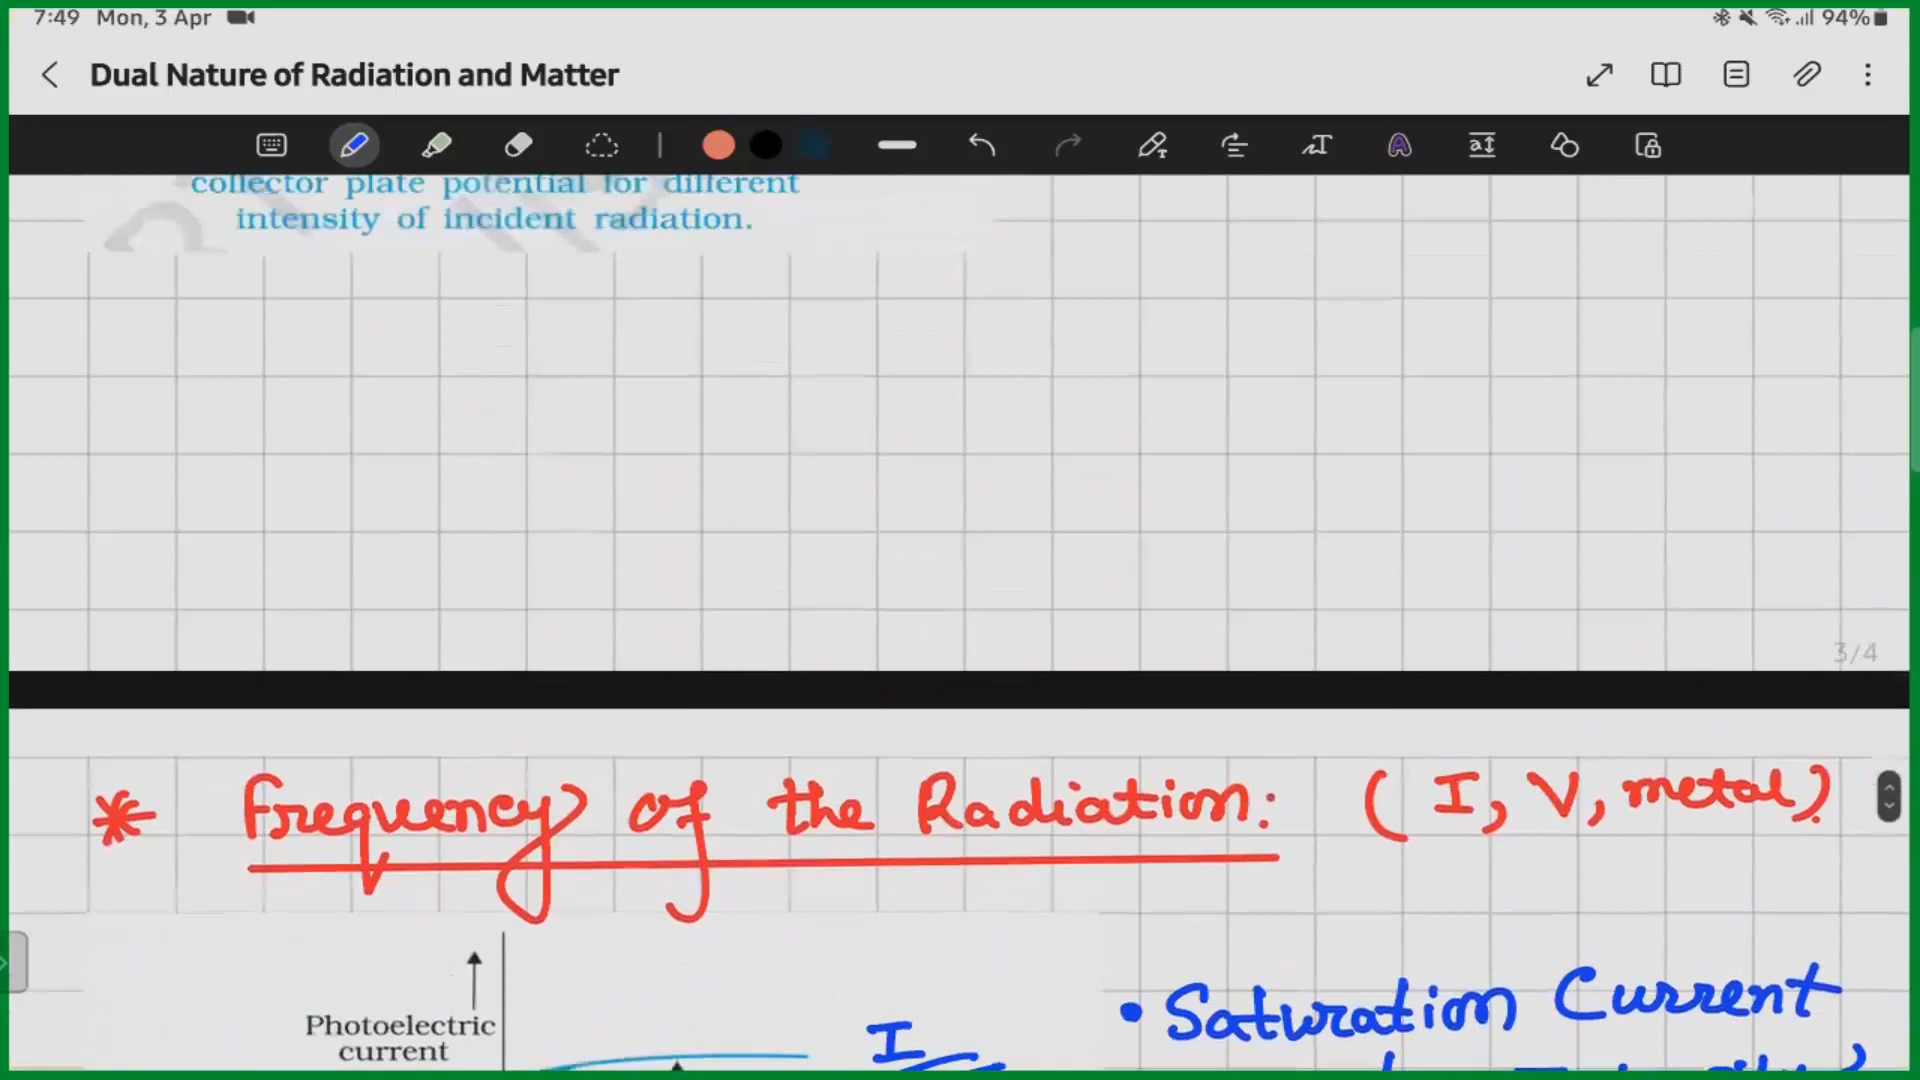 7:49 Mon, 3 Apr 94%
Dual Nature of Radiation and Matter
collector plate potential for different
intensity of incident radiation.
3/4
* Frequency of the Radiation: ( I, V, metal)
Photoelectric
current
I
• Saturation Current